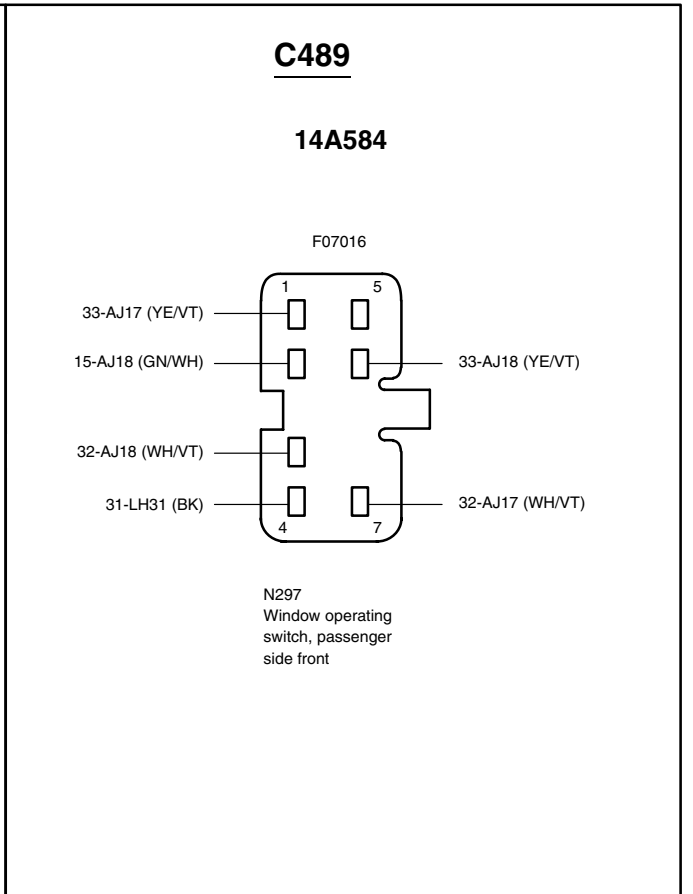 C489
14A584
F07016
1 5
33-AJ17 (YE/VT)
15-AJ18 (GN/WH) 33-AJ18 (YE/VT)
32-AJ18 (WH/VT)
31-LH31 (BK) 32-AJ17 (WH/VT)
4 7
N297
Window operating
switch, passenger
side front